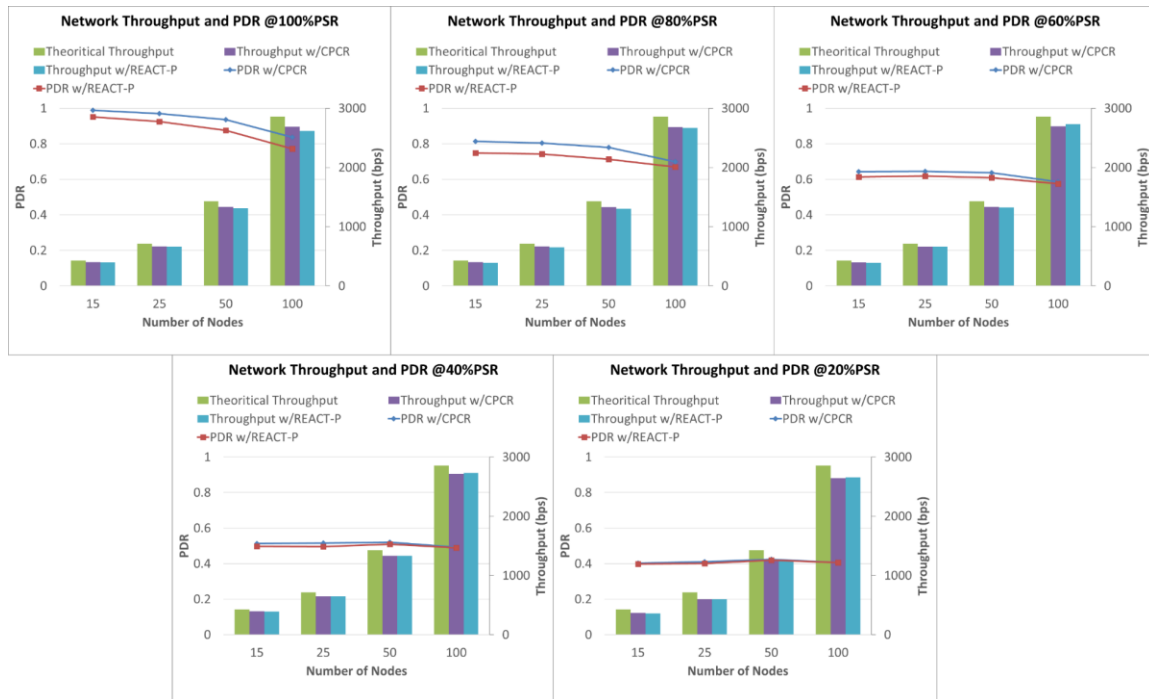 Network Throughput and PDR @100%PSR
Theoritical Throughput Throughput w/CPCR
Throughput w/REACT-P PDR w/CPCR
PDR w/REACT-P
1 3000
0.8
2000
0.6
0.4
1000
0.2
0 0
PDR
Throughput (bps)
15 25 50 100
Number of Nodes
Network Throughput and PDR @80%PSR
Theoritical Throughput Throughput w/CPCR
Throughput w/REACT-P PDR w/CPCR
PDR w/REACT-P
1 3000
0.8
2000
0.6
0.4
1000
0.2
0 0
PDR
Throughput (bps)
15 25 50 100
Number of Nodes
Network Throughput and PDR @60%PSR
Theoritical Throughput Throughput w/CPCR
Throughput w/REACT-P PDR w/CPCR
PDR w/REACT-P
1 3000
0.8
2000
0.6
0.4
1000
0.2
0 0
PDR
Throughput (bps)
15 25 50 100
Number of Nodes
Network Throughput and PDR @40%PSR
Theoritical Throughput Throughput w/CPCR
Throughput w/REACT-P PDR w/CPCR
PDR w/REACT-P
1 3000
0.8
2000
0.6
0.4
1000
0.2
0 0
PDR
Throughput (bps)
15 25 50 100
Number of Nodes
Network Throughput and PDR @20%PSR
Theoritical Throughput Throughput w/CPCR
Throughput w/REACT-P PDR w/CPCR
PDR w/REACT-P
1 3000
0.8
2000
0.6
0.4
1000
0.2
0 0
PDR
Throughput (bps)
15 25 50 100
Number of Nodes